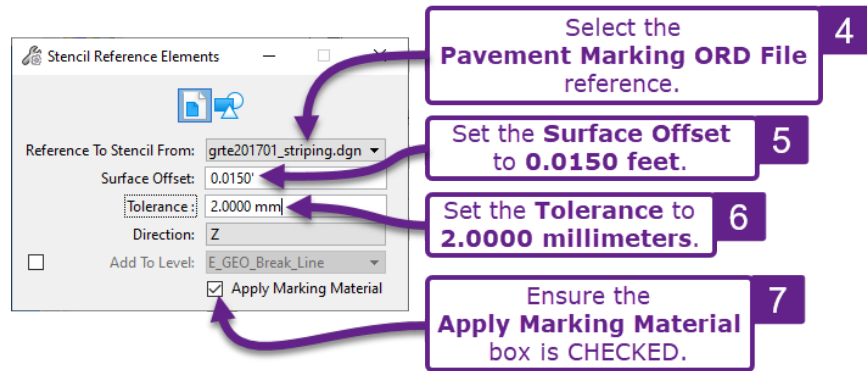 Stencil Reference Elements
Reference To Stencil From: grte201701_striping.dgn
Surface Offset: 0.0150'
Tolerance : 2.0000 mm
Direction: Z
Add To Level: E_GEO_Break_Line
Apply Marking Material
Select the
Pavement Marking ORD File
reference.
4
Set the Surface Offset
to 0.0150 feet.
5
Set the Tolerance to
2.0000 millimeters.
6
Ensure the
Apply Marking Material
box is CHECKED.
7